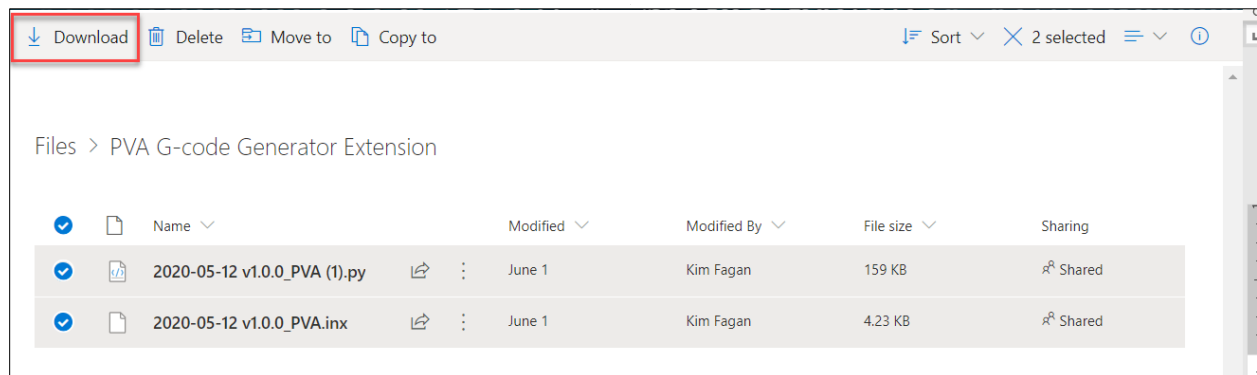 Download Delete Move to Copy to Sort 2 selected
Files > PVA G-code Generator Extension
Name Modified Modified By File size Sharing
2020-05-12 v1.0.0_PVA (1).py June 1 Kim Fagan 159 KB Shared
2020-05-12 v1.0.0_PVA.inx June 1 Kim Fagan 4.23 KB Shared